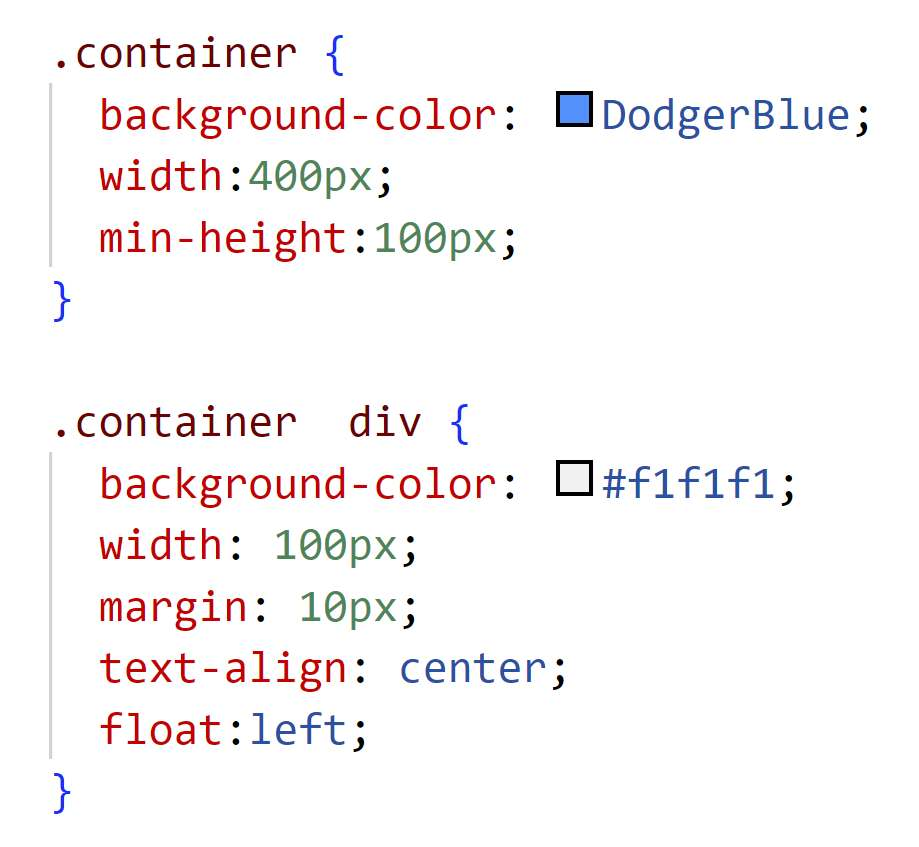 .container {
  background-color: DodgerBlue;
  width:400px;
  min-height:100px;
}

.container  div {
  background-color: #f1f1f1;
  width: 100px;
  margin: 10px;
  text-align: center;
  float:left;
}